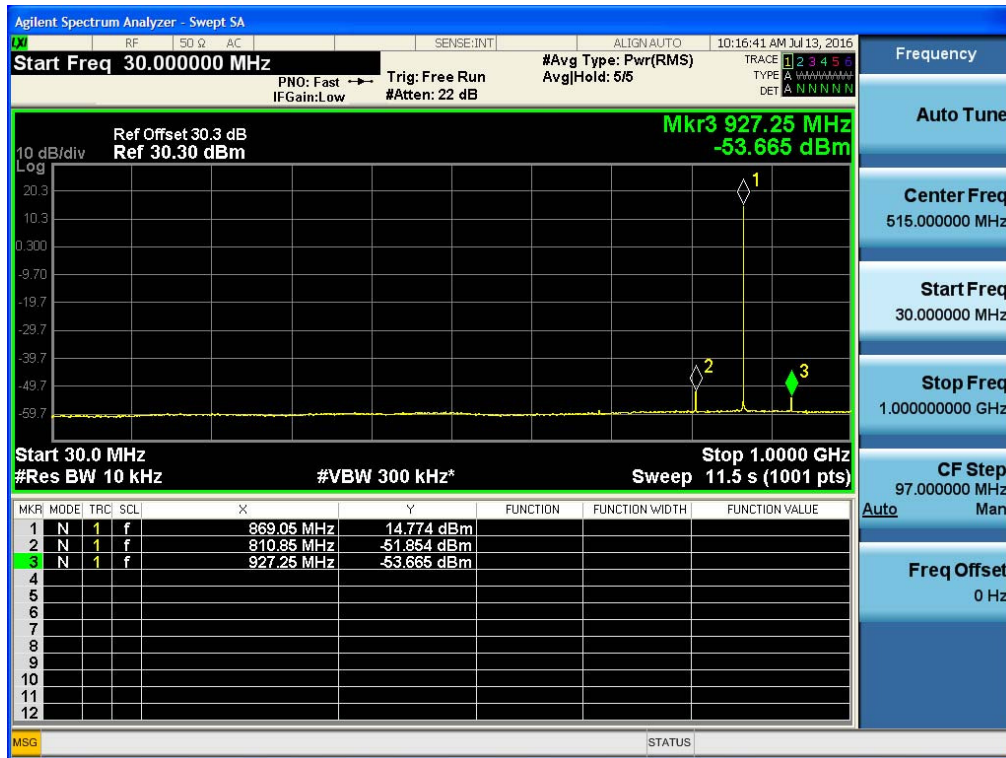 Agilent Spectrum Analyzer - Swept SA
LXI RF 50 Ω AC SENSE:INT ALIGN AUTO 10:16:41 AM Jul 13, 2016
Start Freq 30.000000 MHz
PNO: Fast
IFGain:Low
Trig: Free Run
#Atten: 22 dB
#Avg Type: Pwr(RMS)
Avg|Hold: 5/5
TRACE 1 2 3 4 5 6
TYPE A WWWWW
DET A N N N N N
Ref Offset 30.3 dB
10 dB/div Ref 30.30 dBm
Log
Mkr3 927.25 MHz
-53.665 dBm
20.3
10.3
0.300
-9.70
-19.7
-29.7
-39.7
-49.7
-59.7
1
2
3
Start 30.0 MHz Stop 1.0000 GHz
#Res BW 10 kHz #VBW 300 kHz* Sweep 11.5 s (1001 pts)
MKR MODE TRC SCL X Y FUNCTION FUNCTION WIDTH FUNCTION VALUE
1 N 1 f 869.05 MHz 14.774 dBm
2 N 1 f 810.85 MHz -51.854 dBm
3 N 1 f 927.25 MHz -53.665 dBm
4
5
6
7
8
9
10
11
12
MSG STATUS
Frequency
Auto Tune
Center Freq
515.000000 MHz
Start Freq
30.000000 MHz
Stop Freq
1.000000000 GHz
CF Step
97.000000 MHz
Auto Man
Freq Offset
0 Hz